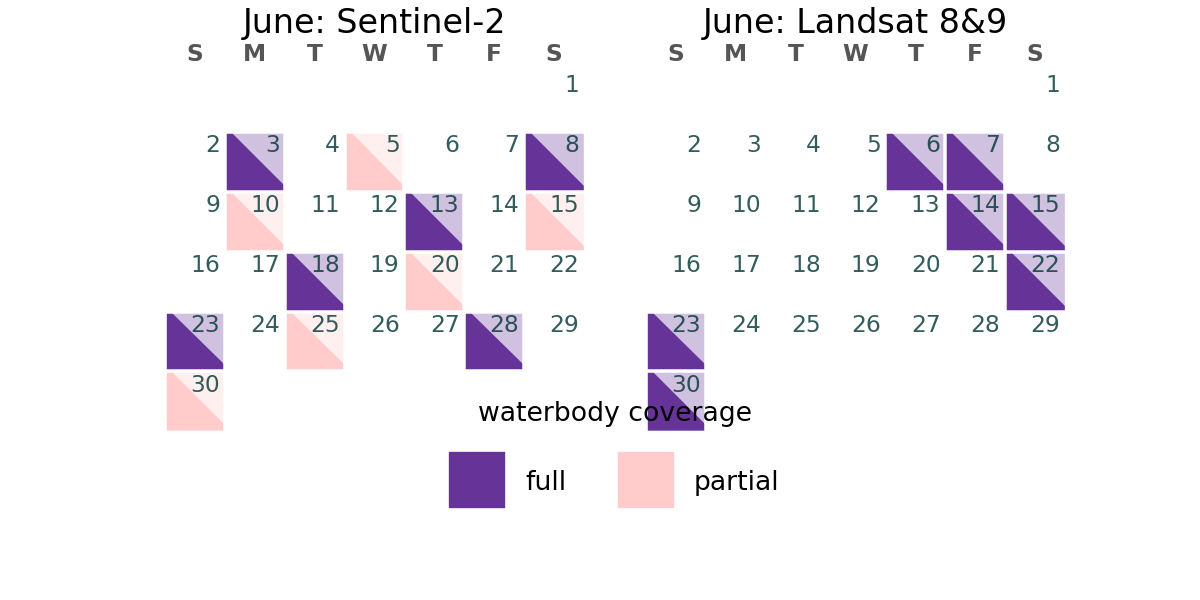 June: Sentinel-2
S M T W T F S
1
2 3 4 5 6 7 8
9 10 11 12 13 14 15
16 17 18 19 20 21 22
23 24 25 26 27 28 29
30
June: Landsat 8&9
S M T W T F S
1
2 3 4 5 6 7 8
9 10 11 12 13 14 15
16 17 18 19 20 21 22
23 24 25 26 27 28 29
30
waterbody coverage
full partial